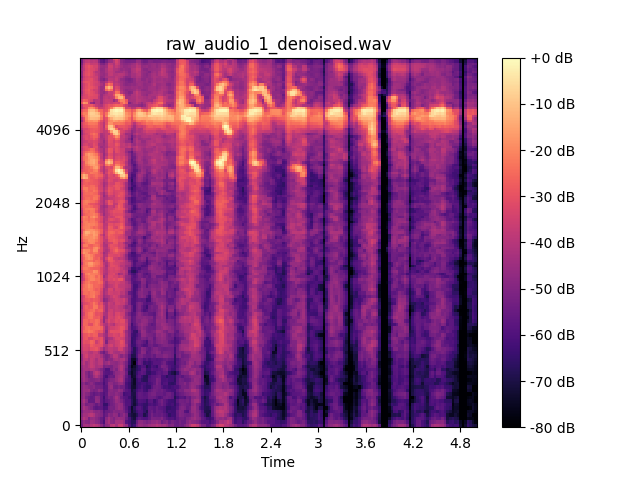 raw_audio_1_denoised.wav
Hz
4096
2048
1024
512
0
0 0.6 1.2 1.8 2.4 3 3.6 4.2 4.8
Time
+0 dB
-10 dB
-20 dB
-30 dB
-40 dB
-50 dB
-60 dB
-70 dB
-80 dB